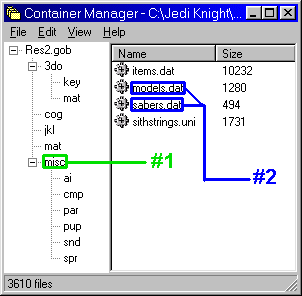 Container Manager - C:\Jedi Knight\...
File Edit View Help
Res2.gob
3do
key
mat
cog
jkl
mat
misc
ai
cmp
par
pup
snd
spr
Name Size
items.dat 10232
models.dat 1280
sabers.dat 494
sithstrings.uni 1731
#1
#2
3610 files